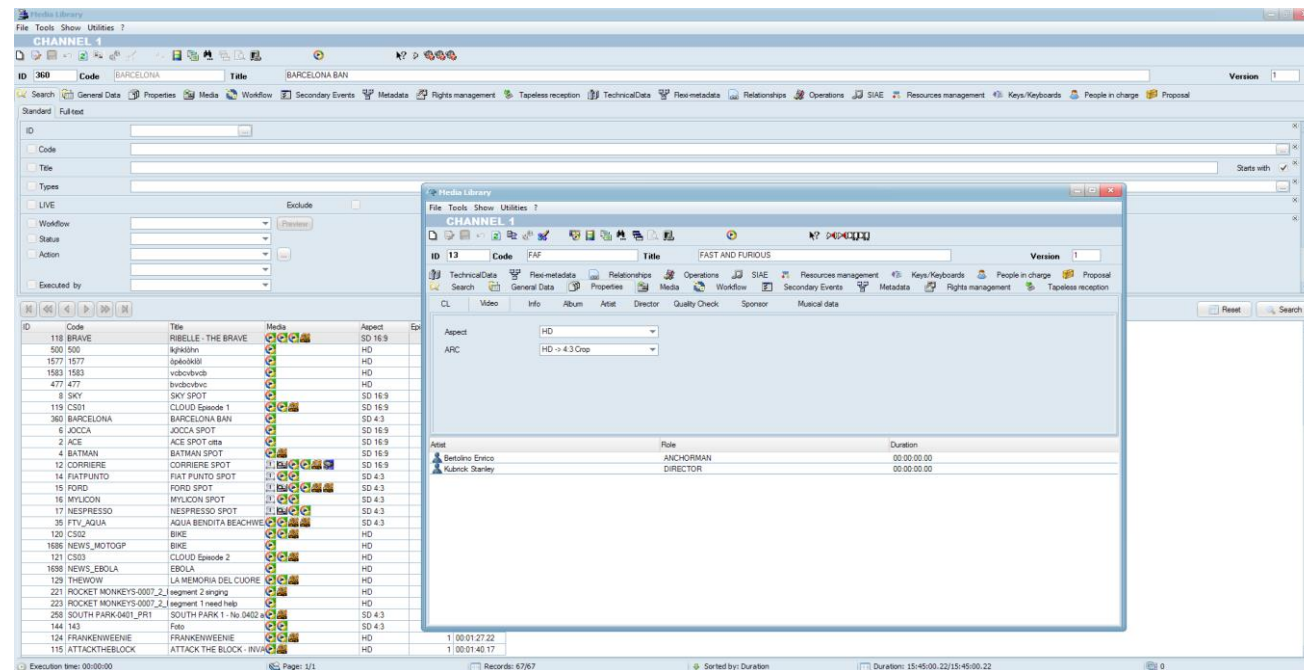 Media Library
File Tools Show Utilities ?
CHANNEL 1
ID 360 Code BARCELONA Title BARCELONA BAN Version 1
Search General Data Properties Media Workflow Secondary Events Metadata Rights management Tapeless reception TechnicalData Flexi-metadata Relationships Operations SIAE Resources management Keys/Keyboards People in charge Proposal
Standard Full text
ID
Code
Title Starts with
Types
LIVE Exclude
Workflow Preview
Status
Action
Executed by
Reset Search
ID Code Title Media Aspect
118 BRAVE RIBELLE - THE BRAVE SD 16:9
500 500 HD
1577 1577 HD
1583 1583 vcbcvbvcb HD
477 477 bvcbcvbvc HD
8 SKY SKY SPOT SD 16:9
119 CS01 CLOUD Episode 1 SD 16:9
360 BARCELONA BARCELONA BAN SD 4:3
6 JOCCA JOCCA SPOT SD 16:9
2 ACE ACE SPOT citta SD 16:9
4 BATMAN BATMAN SPOT SD 16:9
12 CORRIERE CORRIERE SPOT SD 16:9
14 FIATPUNTO FIAT PUNTO SPOT SD 4:3
15 FORD FORD SPOT SD 4:3
16 MYLICON MYLICON SPOT SD 4:3
17 NESPRESSO NESPRESSO SPOT SD 4:3
35 FTV_AQUA AQUA BENDITA BEACHWE SD 4:3
120 CS02 BIKE HD
1686 NEWS_MOTOGP BIKE HD
121 CS03 CLOUD Episode 2 HD
1698 NEWS_EBOLA EBOLA HD
129 THEWOW LA MEMORIA DEL CUORE HD
221 ROCKET MONKEYS-0007_2_ segment 2 singing HD
223 ROCKET MONKEYS-0007_2_ segment 1 need help HD
258 SOUTH PARK-0401_PR1 SOUTH PARK 1 - No.0402 a SD 4:3
144 143 Foto SD 4:3
124 FRANKENWEENIE FRANKENWEENIE HD 1 00:01:27.22
115 ATTACKTHEBLOCK ATTACK THE BLOCK - INVA HD 1 00:01:40.17
Execution time: 00:00:00 Page: 1/1 Records: 67/67 Sorted by: Duration Duration: 15:45:00.22/15:45:00.22 0
Media Library
File Tools Show Utilities ?
CHANNEL 1
ID 13 Code FAF Title FAST AND FURIOUS Version 1
TechnicalData Flexi-metadata Relationships Operations SIAE Resources management Keys/Keyboards People in charge Proposal
Search General Data Properties Media Workflow Secondary Events Metadata Rights management Tapeless reception
CL Video Info Album Artist Director Quality Check Sponsor Musical data
Aspect HD
ARC HD -> 4:3 Crop
Artist Role Duration
Bertolino Enrico ANCHORMAN 00:00:00.00
Kubrick Stanley DIRECTOR 00:00:00.00